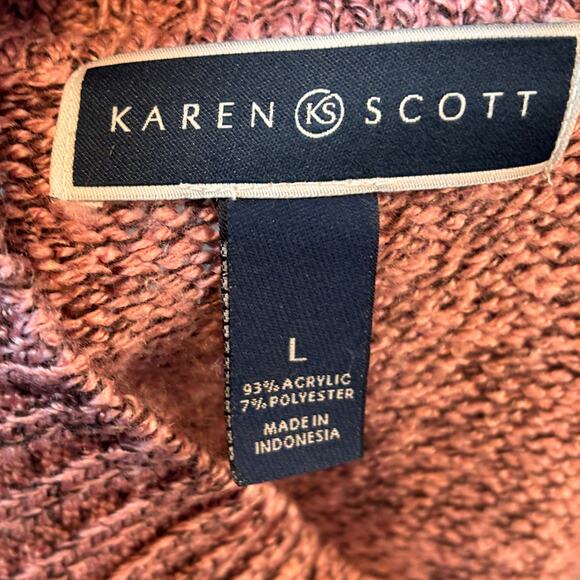 KAREN KS SCOTT
L
93% ACRYLIC
7% POLYESTER
MADE IN
INDONESIA